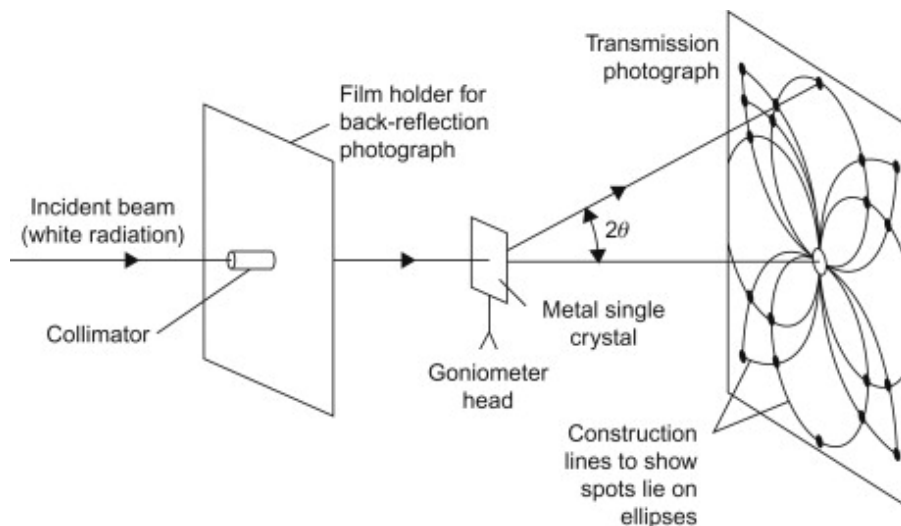 Transmission
photograph
Film holder for
back-reflection
photograph
Incident beam
(white radiation)
2θ
Collimator
Metal single
crystal
Goniometer
head
Construction
lines to show
spots lie on
ellipses